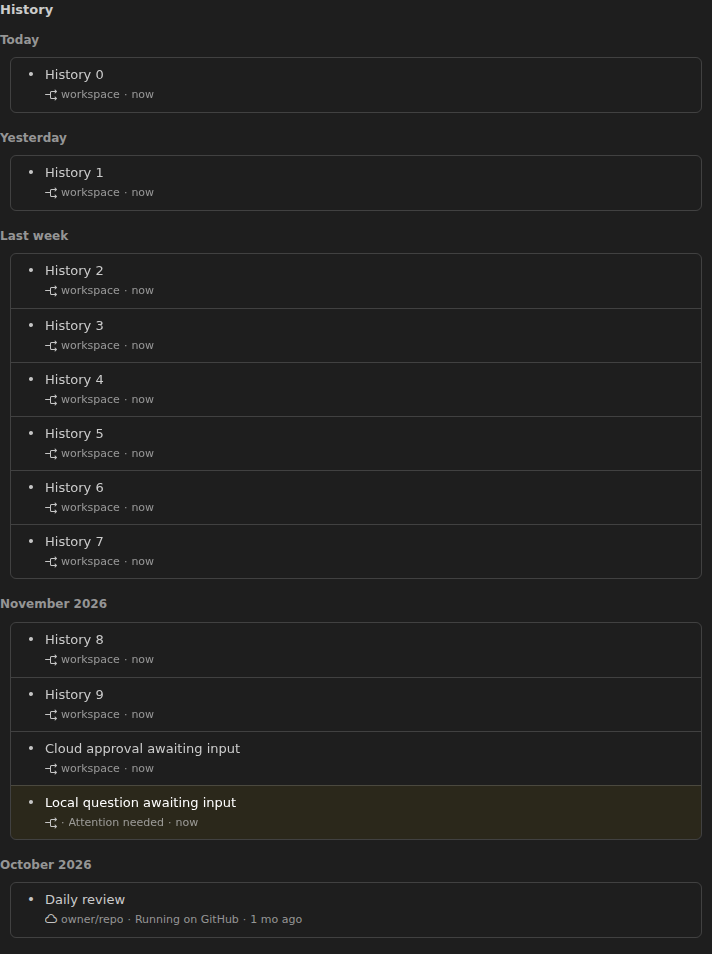 History
Today
• History 0
workspace · now
Yesterday
• History 1
workspace · now
Last week
• History 2
workspace · now
• History 3
workspace · now
• History 4
workspace · now
• History 5
workspace · now
• History 6
workspace · now
• History 7
workspace · now
November 2026
• History 8
workspace · now
• History 9
workspace · now
• Cloud approval awaiting input
workspace · now
• Local question awaiting input
· Attention needed · now
October 2026
• Daily review
owner/repo · Running on GitHub · 1 mo ago